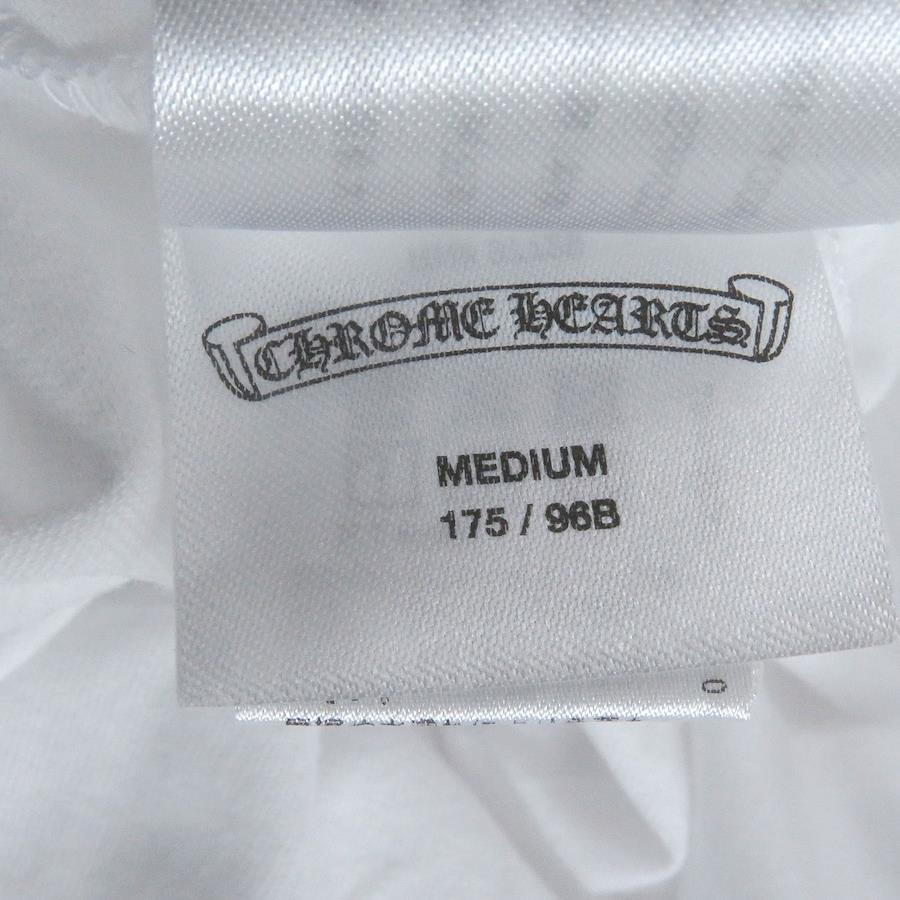 CHROME HEARTS
MEDIUM
175 / 96B